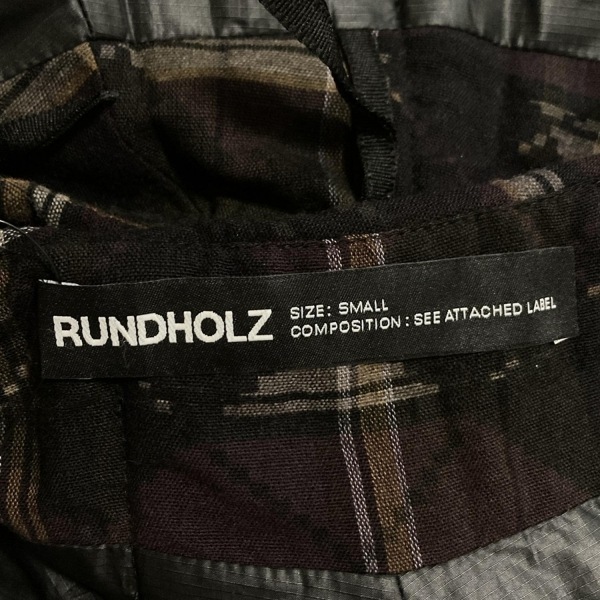 RUNDHOLZ
SIZE: SMALL
COMPOSITION : SEE ATTACHED LABEL